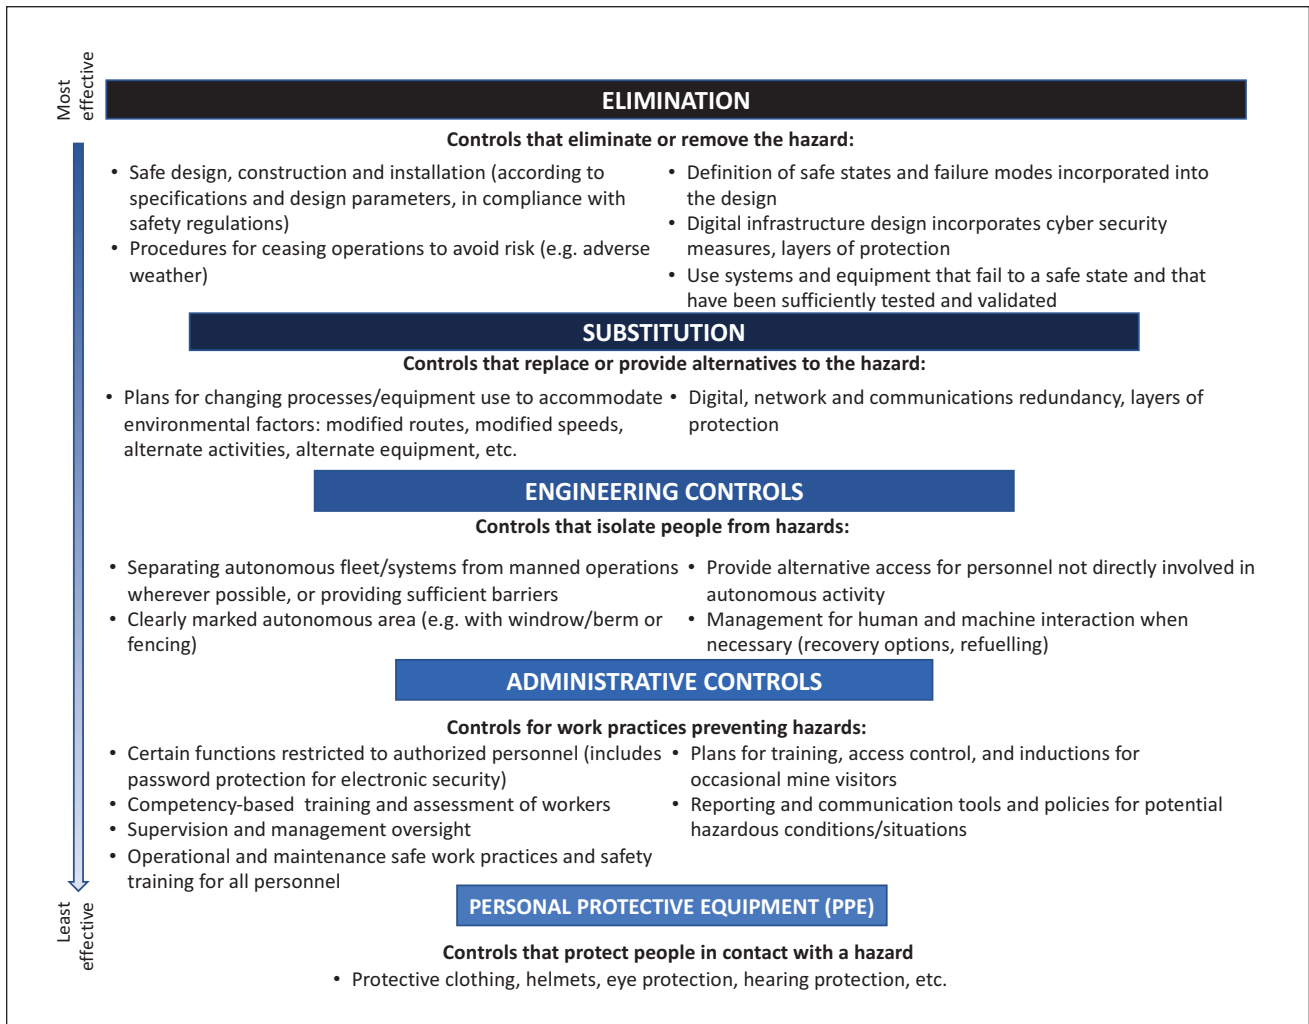 Most
effective
ELIMINATION
Controls that eliminate or remove the hazard:
• Safe design, construction and installation (according to
specifications and design parameters, in compliance with
safety regulations)
• Procedures for ceasing operations to avoid risk (e.g. adverse
weather)
• Definition of safe states and failure modes incorporated into
the design
• Digital infrastructure design incorporates cyber security
measures, layers of protection
• Use systems and equipment that fail to a safe state and that
have been sufficiently tested and validated
SUBSTITUTION
Controls that replace or provide alternatives to the hazard:
• Plans for changing processes/equipment use to accommodate
environmental factors: modified routes, modified speeds,
alternate activities, alternate equipment, etc.
• Digital, network and communications redundancy, layers of
protection
ENGINEERING CONTROLS
Controls that isolate people from hazards:
• Separating autonomous fleet/systems from manned operations
wherever possible, or providing sufficient barriers
• Clearly marked autonomous area (e.g. with windrow/berm or
fencing)
• Provide alternative access for personnel not directly involved in
autonomous activity
• Management for human and machine interaction when
necessary (recovery options, refuelling)
ADMINISTRATIVE CONTROLS
Controls for work practices preventing hazards:
• Certain functions restricted to authorized personnel (includes
password protection for electronic security)
• Competency-based training and assessment of workers
• Supervision and management oversight
• Operational and maintenance safe work practices and safety
training for all personnel
• Plans for training, access control, and inductions for
occasional mine visitors
• Reporting and communication tools and policies for potential
hazardous conditions/situations
Least
effective
PERSONAL PROTECTIVE EQUIPMENT (PPE)
Controls that protect people in contact with a hazard
• Protective clothing, helmets, eye protection, hearing protection, etc.